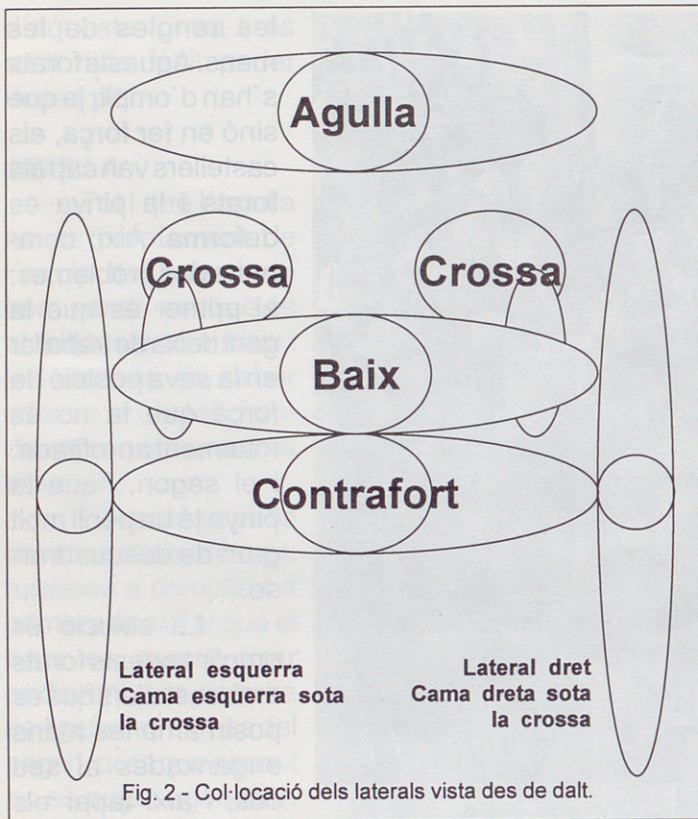 Agulla
Crossa Crossa
Baix
Contrafort
Lateral esquerra
Cama esquerra sota
la crossa
Lateral dret
Cama dreta sota
la crossa
Fig. 2 - Col·locació dels laterals vista des de dalt.